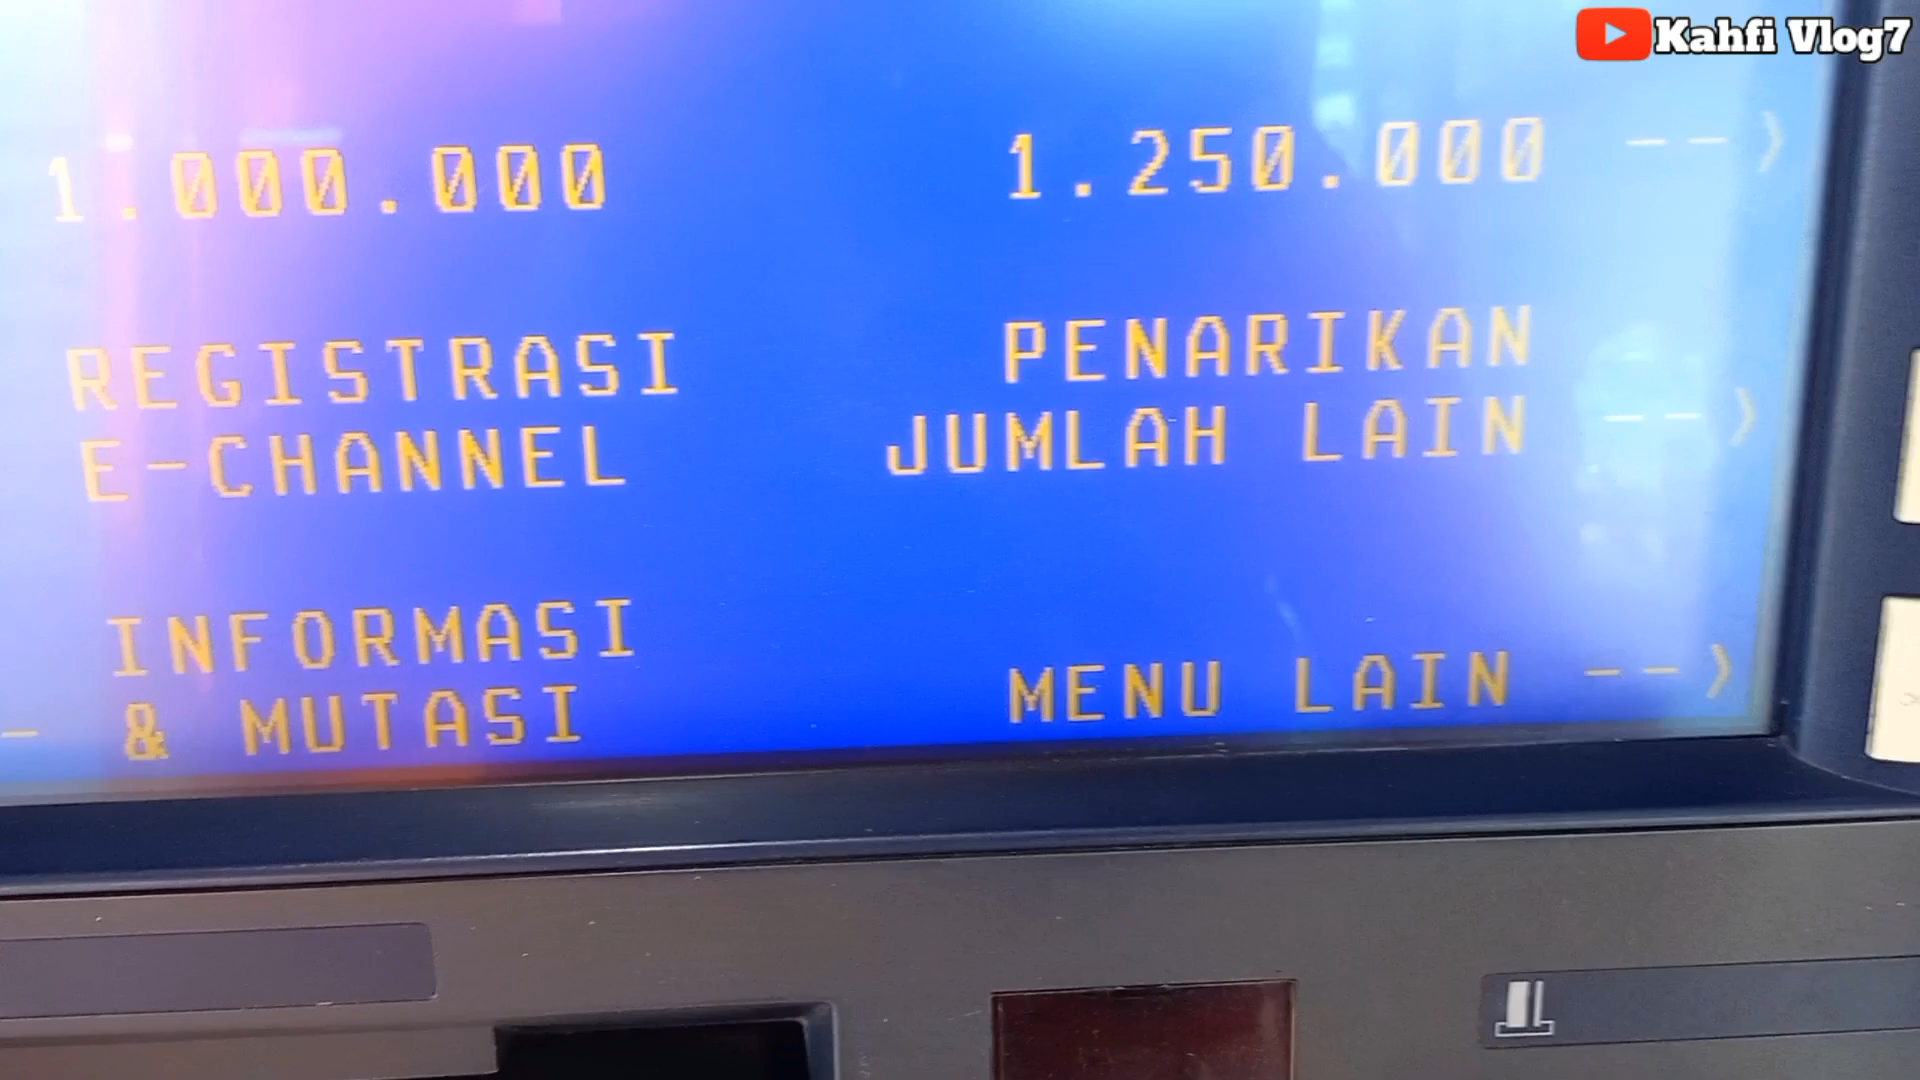 Kahfi Vlog7
1.000.000
1.250.000 -->
REGISTRASI
E-CHANNEL
PENARIKAN
JUMLAH LAIN -->
INFORMASI
- & MUTASI
MENU LAIN -->